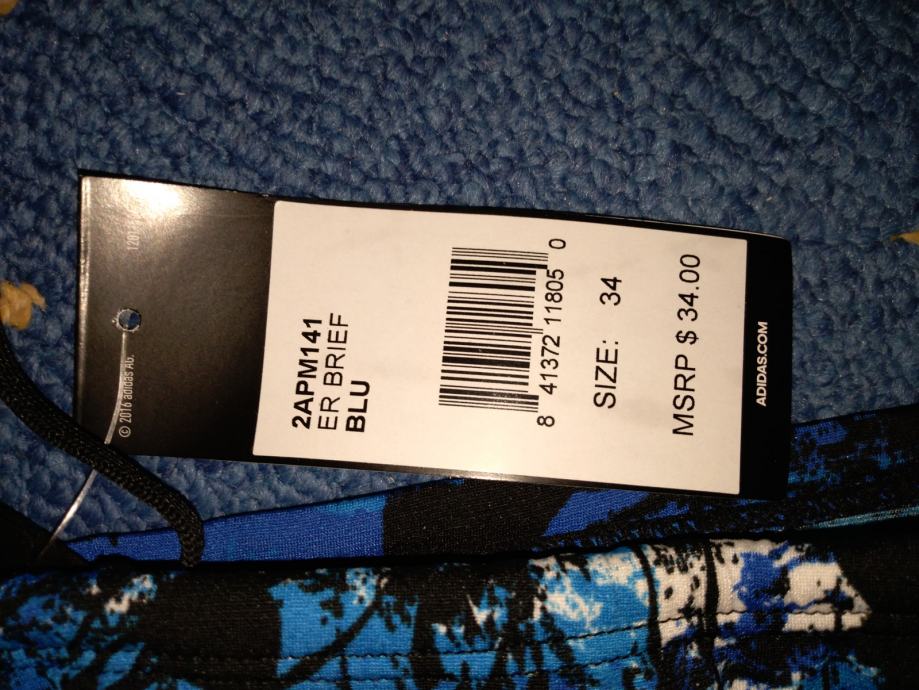 2APM141
ER BRIEF
BLU
8 41372 11805 0
SIZE: 34
MSRP $ 34.00
ADIDAS.COM
© 2016 adidas AG.